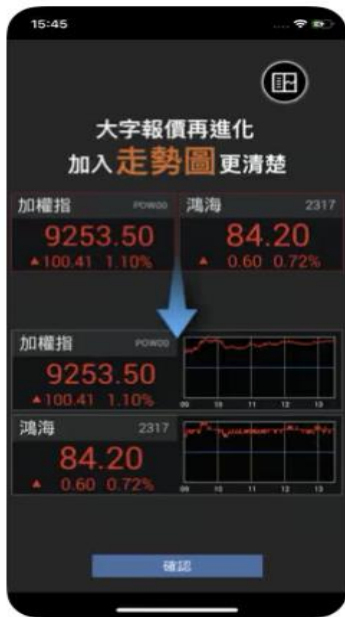 15:45
大字報價再進化
加入走勢圖更清楚
加權指 POW00 鴻海 2317
9253.50 84.20
▲100.41 1.10% ▲ 0.60 0.72%
加權指 POW00
9253.50
▲100.41 1.10%
09 10 11 12 13
鴻海 2317
84.20
▲ 0.60 0.72%
09 10 11 12 13
確認